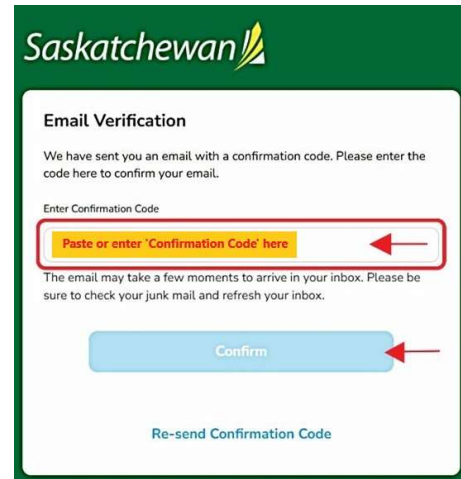 Saskatchewan
Email Verification
We have sent you an email with a confirmation code. Please enter the
code here to confirm your email.
Enter Confirmation Code
Paste or enter 'Confirmation Code' here
The email may take a few moments to arrive in your inbox. Please be
sure to check your junk mail and refresh your inbox.
Confirm
Re-send Confirmation Code